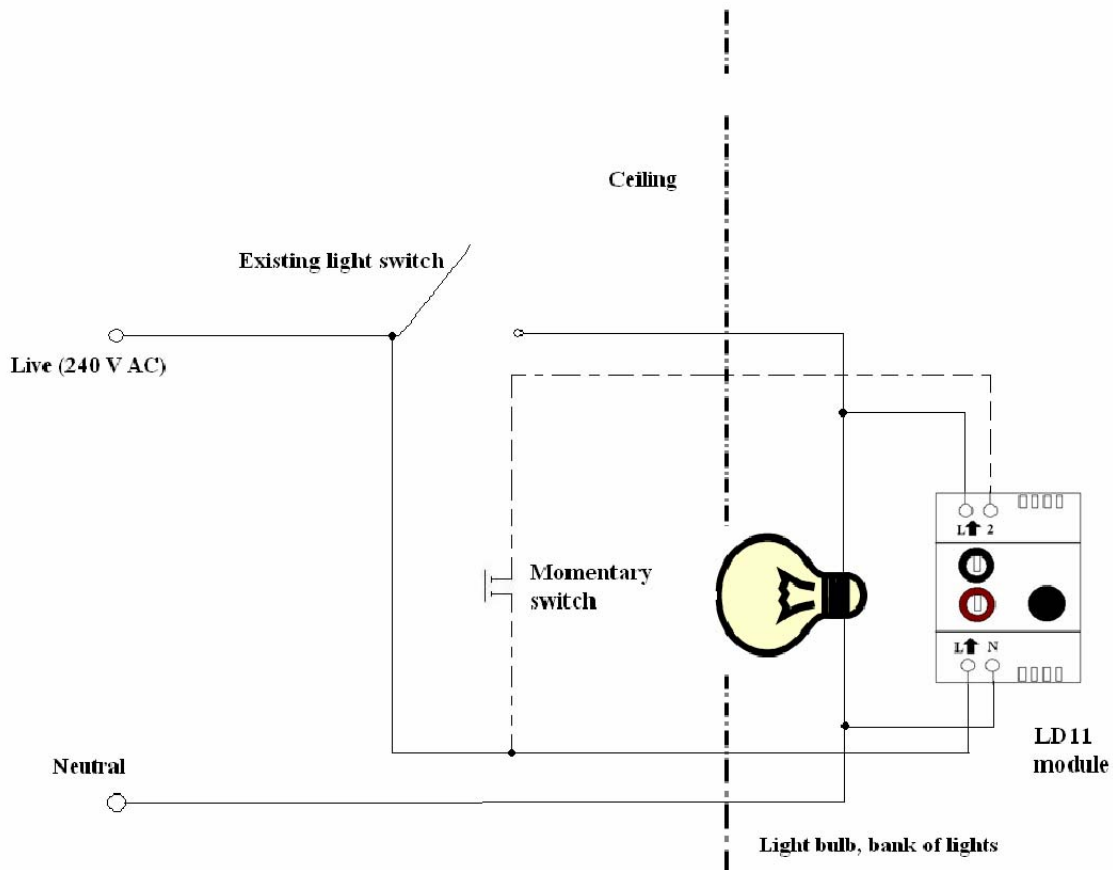 Ceiling
Existing light switch
Live (240 V AC)
L 2
Momentary
switch
L N
LD11
module
Neutral
Light bulb, bank of lights